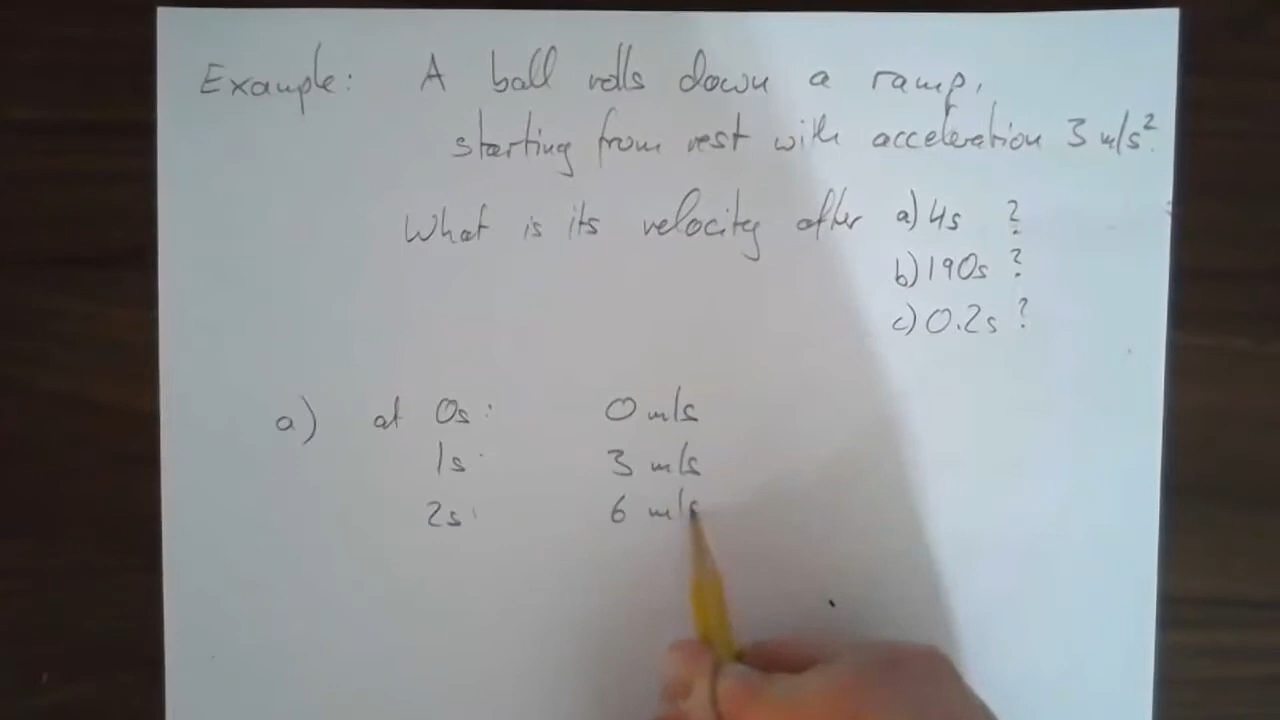 Example: A ball rolls down a ramp,
starting from rest with acceleration 3 m/s².
What is its velocity after a) 4s ?
b) 190s ?
c) 0.2s ?
a) at 0s: 0 m/s
1s: 3 m/s
2s: 6 m/s